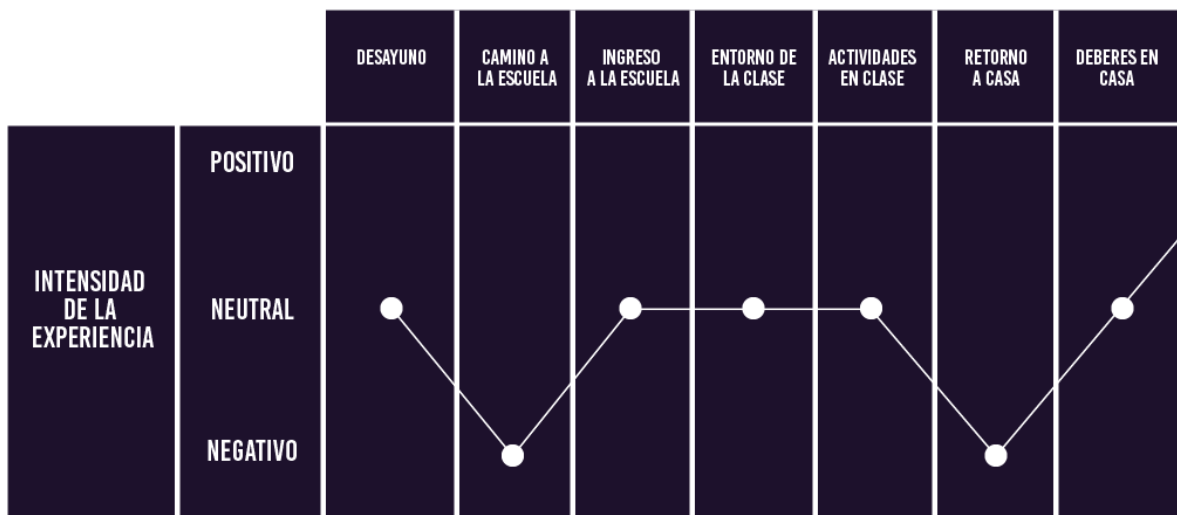 DESAYUNO
CAMINO A
LA ESCUELA
INGRESO
A LA ESCUELA
ENTORNO DE
LA CLASE
ACTIVIDADES
EN CLASE
RETORNO
A CASA
DEBERES EN
CASA
INTENSIDAD
DE LA
EXPERIENCIA
POSITIVO
NEUTRAL
NEGATIVO